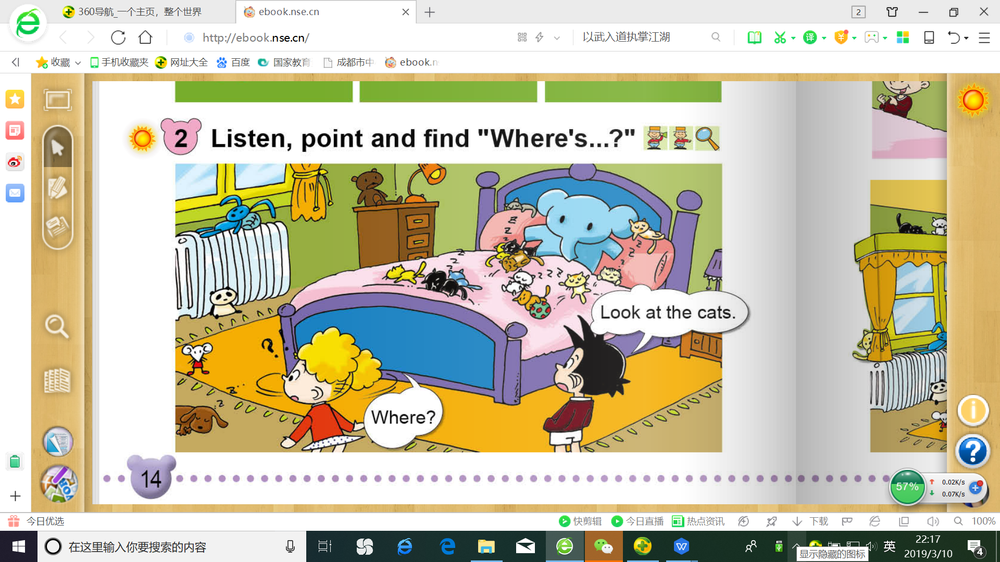 360导航_一个主页，整个世界
ebook.nse.cn
2
http://ebook.nse.cn/
以武入道执掌江湖
译
收藏
手机收藏夹
网址大全
百度
国家教育
成都市中
ebook.n
2 Listen, point and find "Where's...?"
z
z
z
z
z
z z z
z
z
z
Look at the cats.
?
z
z
Where?
14
57%
0.02K/s
0.07K/s
今日优选
快剪辑
今日直播
热点资讯
下载
100%
在这里输入你要搜索的内容
英
22:17
2019/3/10
4
显示隐藏的图标